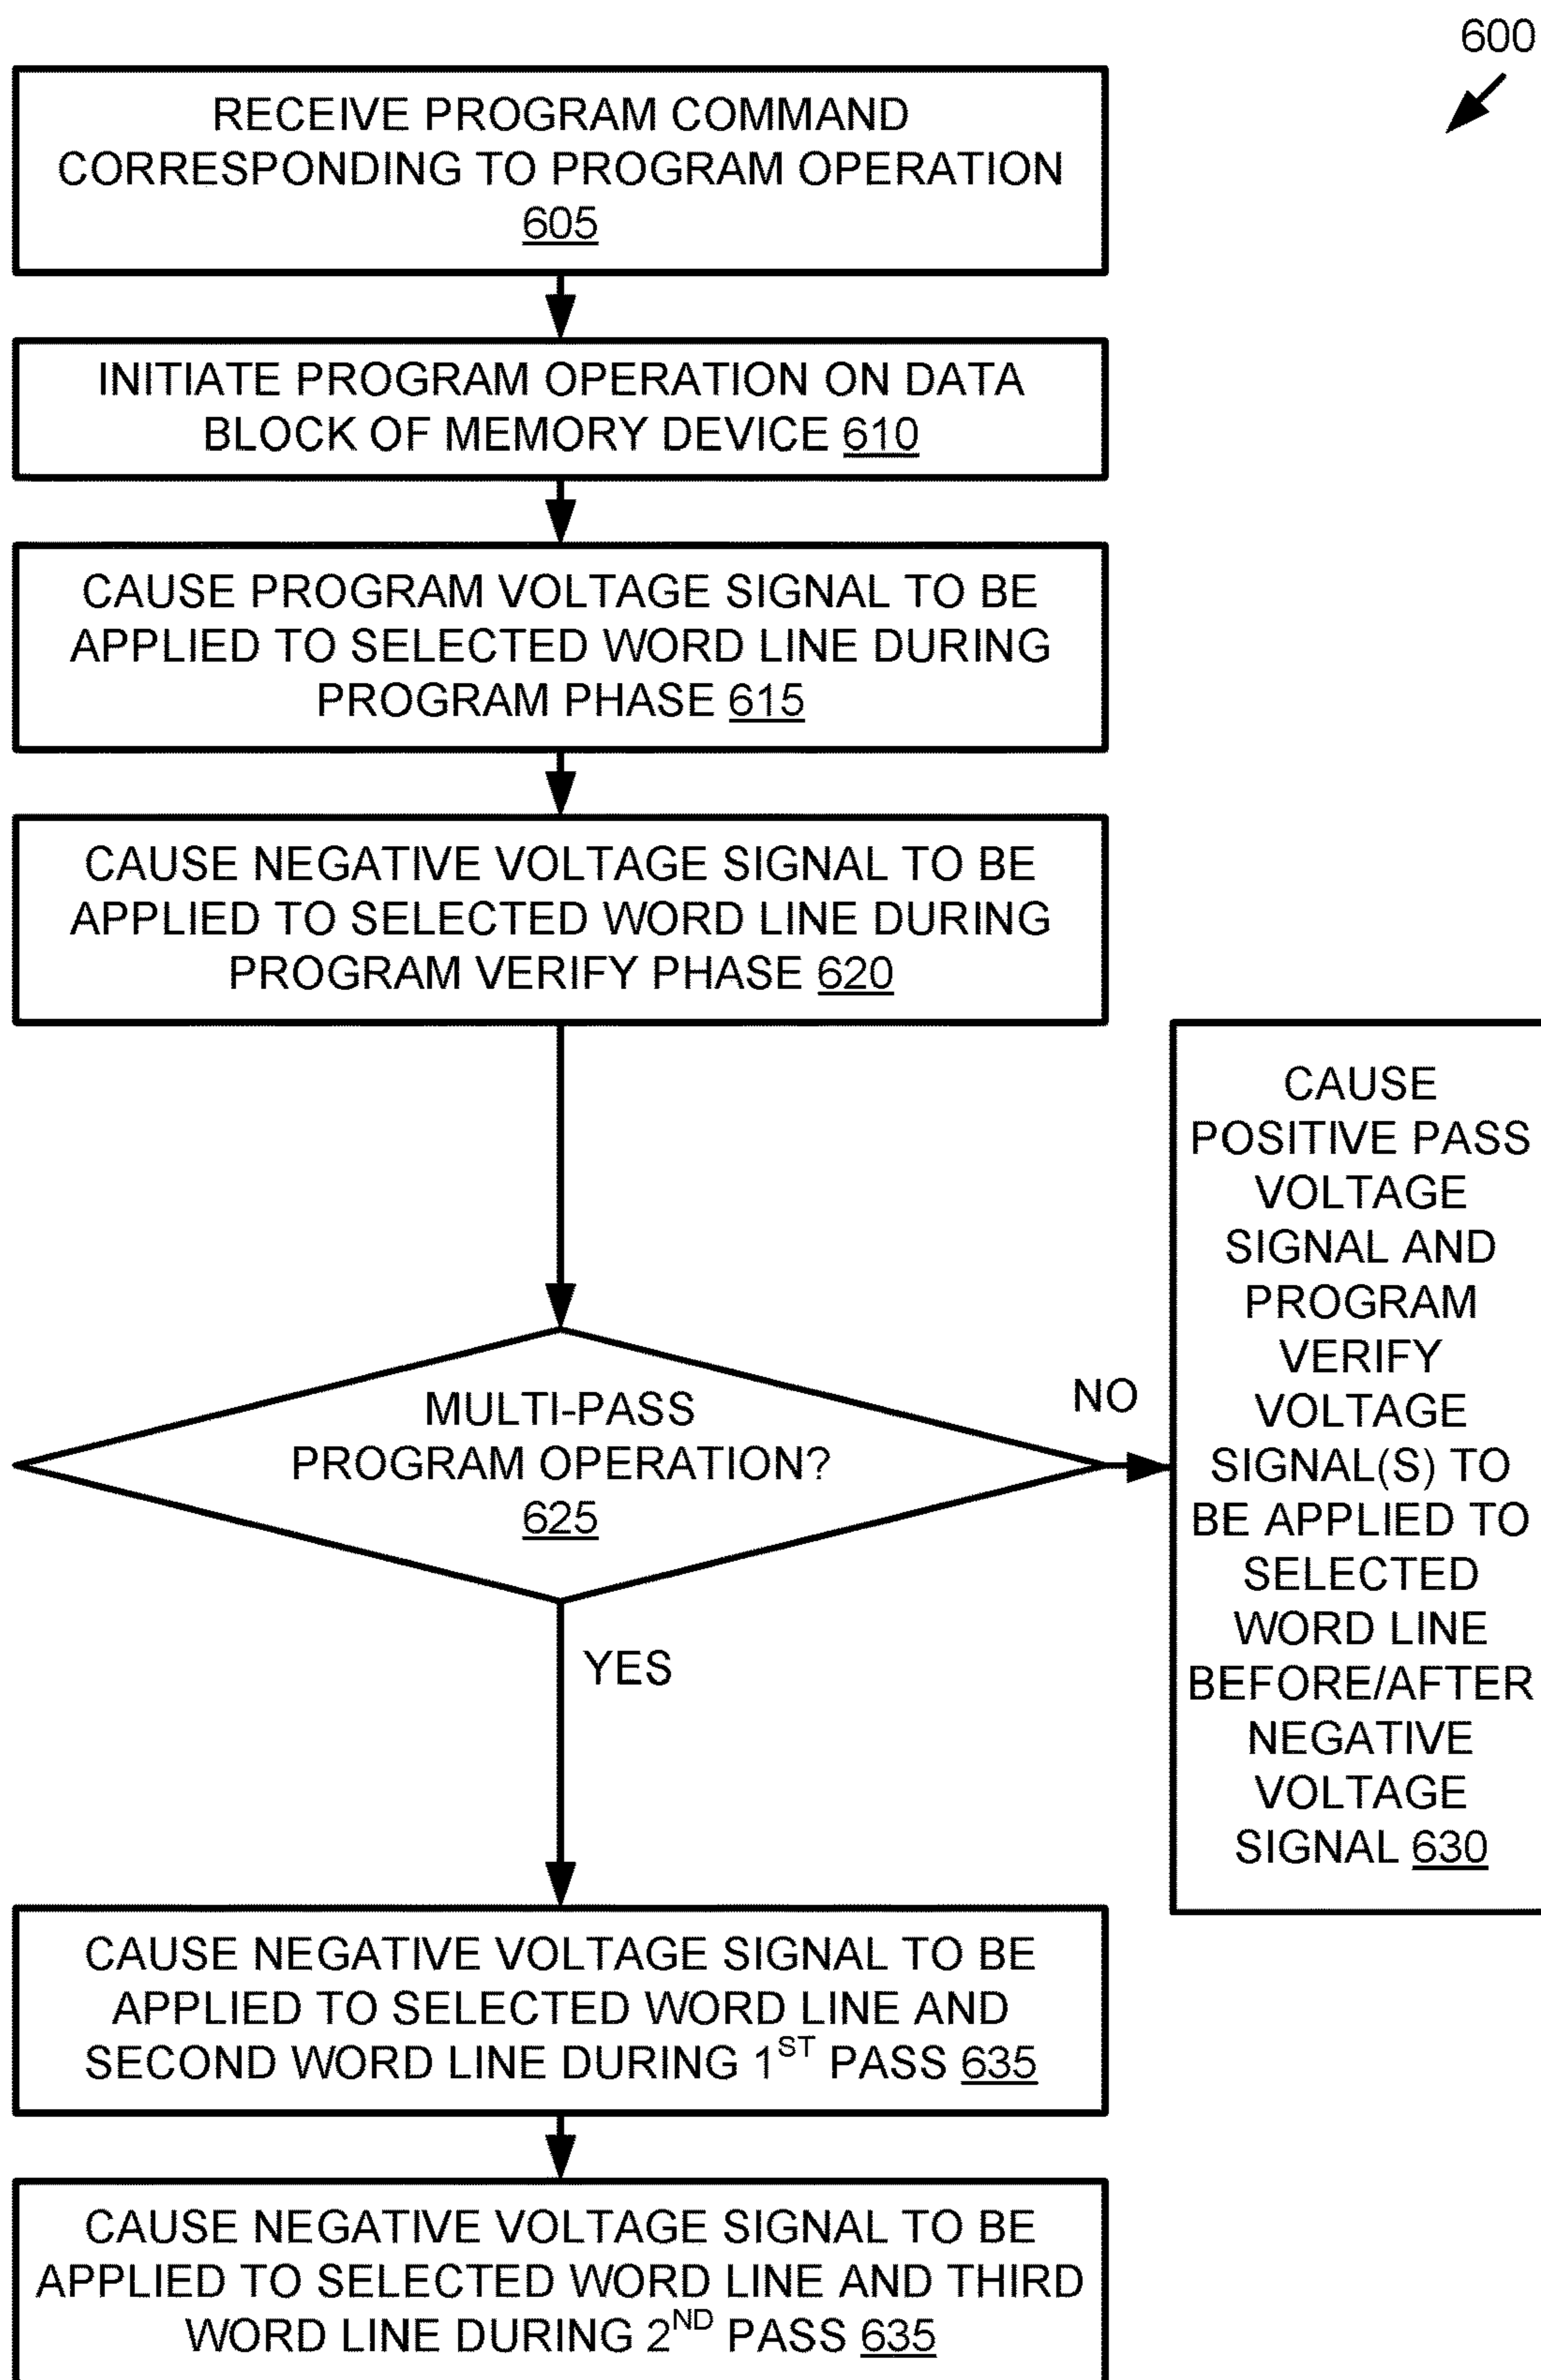 600
RECEIVE PROGRAM COMMAND
CORRESPONDING TO PROGRAM OPERATION
605
INITIATE PROGRAM OPERATION ON DATA
BLOCK OF MEMORY DEVICE 610
CAUSE PROGRAM VOLTAGE SIGNAL TO BE
APPLIED TO SELECTED WORD LINE DURING
PROGRAM PHASE 615
CAUSE NEGATIVE VOLTAGE SIGNAL TO BE
APPLIED TO SELECTED WORD LINE DURING
PROGRAM VERIFY PHASE 620
MULTI-PASS
PROGRAM OPERATION?
625
NO
CAUSE
POSITIVE PASS
VOLTAGE
SIGNAL AND
PROGRAM
VERIFY
VOLTAGE
SIGNAL(S) TO
BE APPLIED TO
SELECTED
WORD LINE
BEFORE/AFTER
NEGATIVE
VOLTAGE
SIGNAL 630
YES
CAUSE NEGATIVE VOLTAGE SIGNAL TO BE
APPLIED TO SELECTED WORD LINE AND
SECOND WORD LINE DURING 1ST PASS 635
CAUSE NEGATIVE VOLTAGE SIGNAL TO BE
APPLIED TO SELECTED WORD LINE AND THIRD
WORD LINE DURING 2ND PASS 635